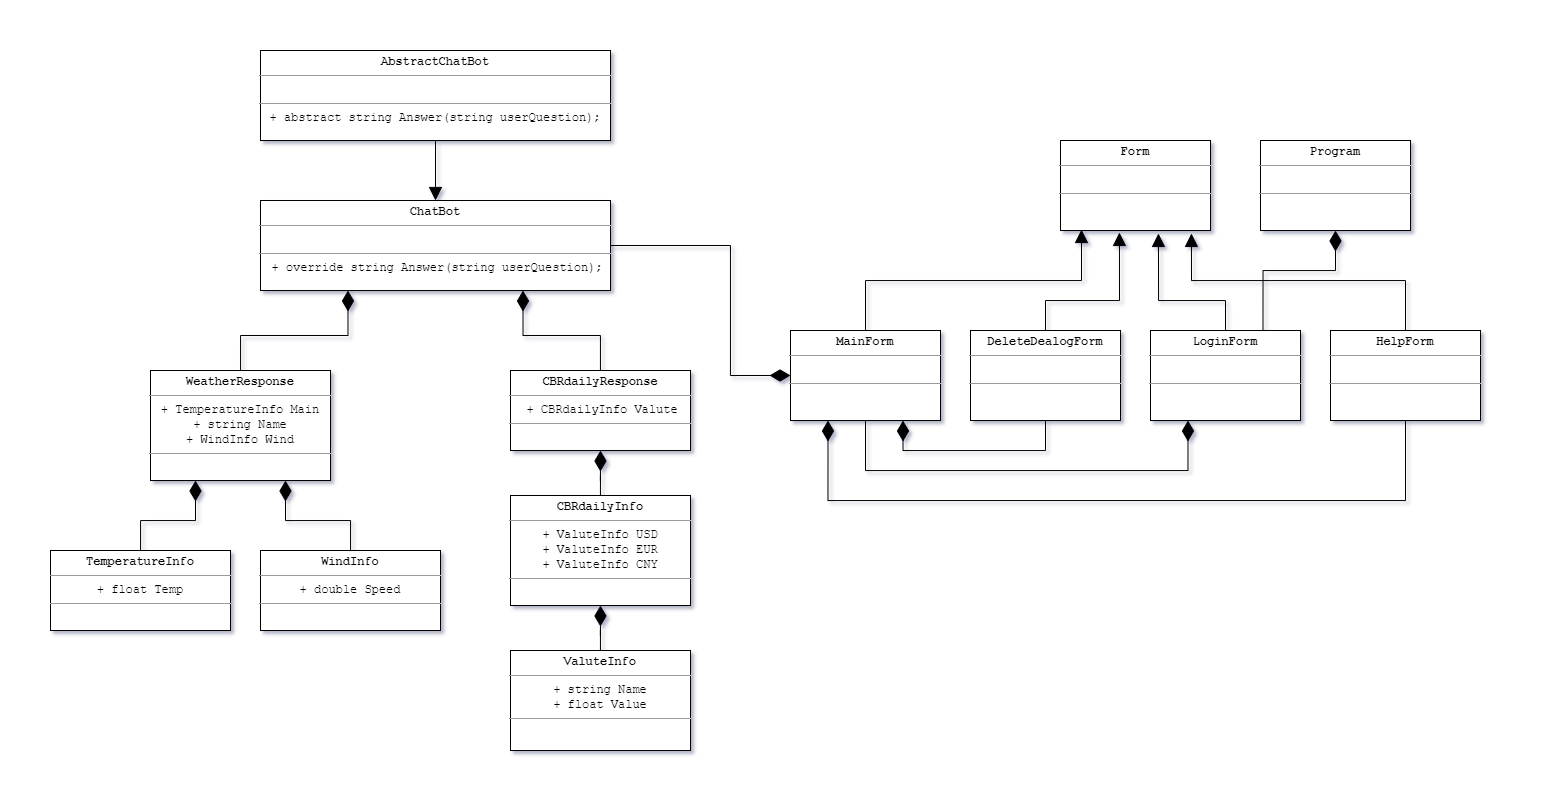 AbstractChatBot
+ abstract string Answer(string userQuestion);
ChatBot
+ override string Answer(string userQuestion);
WeatherResponse
+ TemperatureInfo Main
+ string Name
+ WindInfo Wind
TemperatureInfo
+ float Temp
WindInfo
+ double Speed
CBRdailyResponse
+ CBRdailyInfo Valute
CBRdailyInfo
+ ValuteInfo USD
+ ValuteInfo EUR
+ ValuteInfo CNY
ValuteInfo
+ string Name
+ float Value
Form
Program
MainForm
DeleteDealogForm
LoginForm
HelpForm